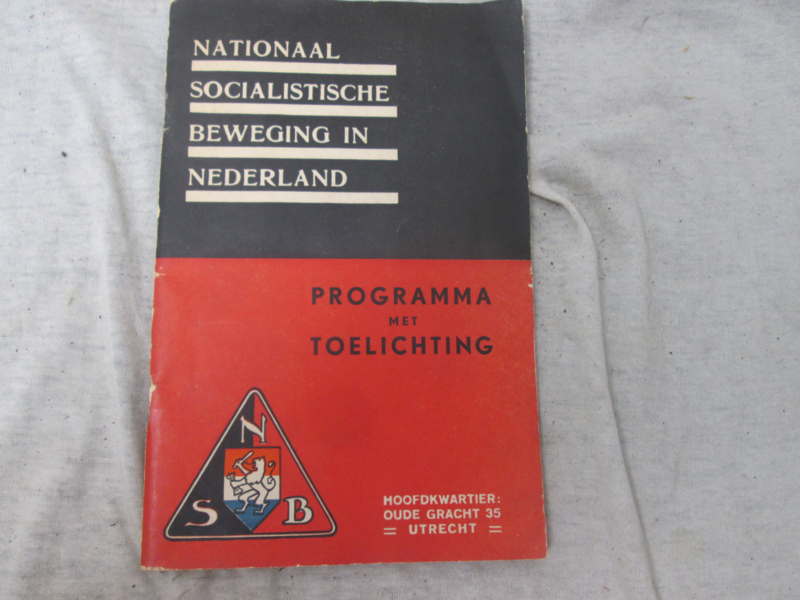 NATIONAAL
SOCIALISTISCHE
BEWEGING IN
NEDERLAND
PROGRAMMA
MET
TOELICHTING
N
S B
HOOFDKWARTIER:
OUDE GRACHT 35
= UTRECHT =